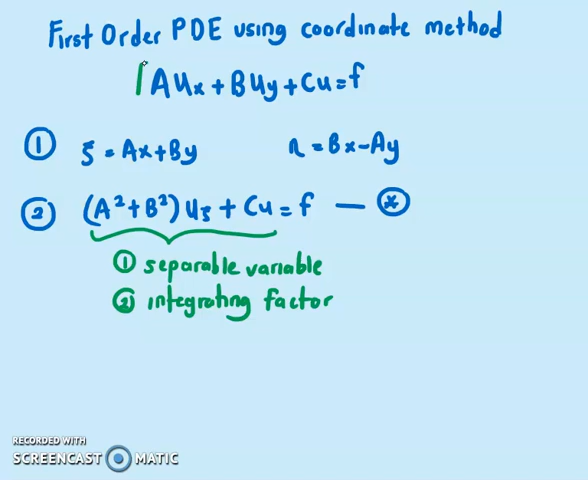 First Order PDE using coordinate method
AUx + BUy + Cu = f
① ξ = Ax + By η = Bx - Ay
② (A² + B²) Uξ + Cu = f — ⊛
① separable variable
② integrating factor
RECORDED WITH
SCREENCAST MATIC